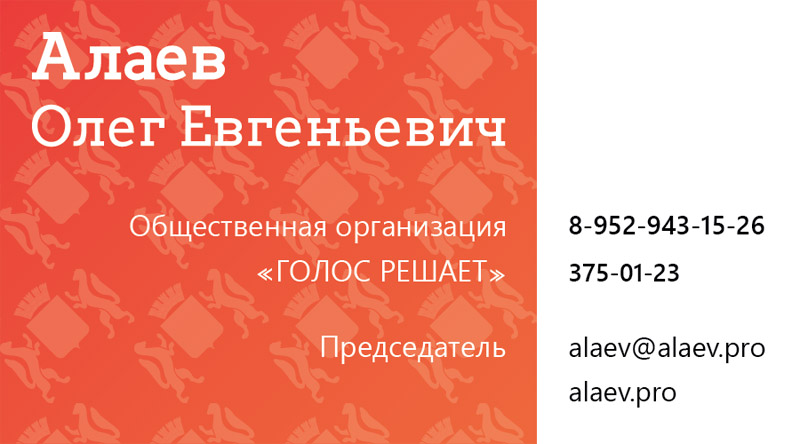 Алаев
Олег Евгеньевич
Общественная организация
«ГОЛОС РЕШАЕТ»
Председатель
8-952-943-15-26
375-01-23
alaev@alaev.pro
alaev.pro